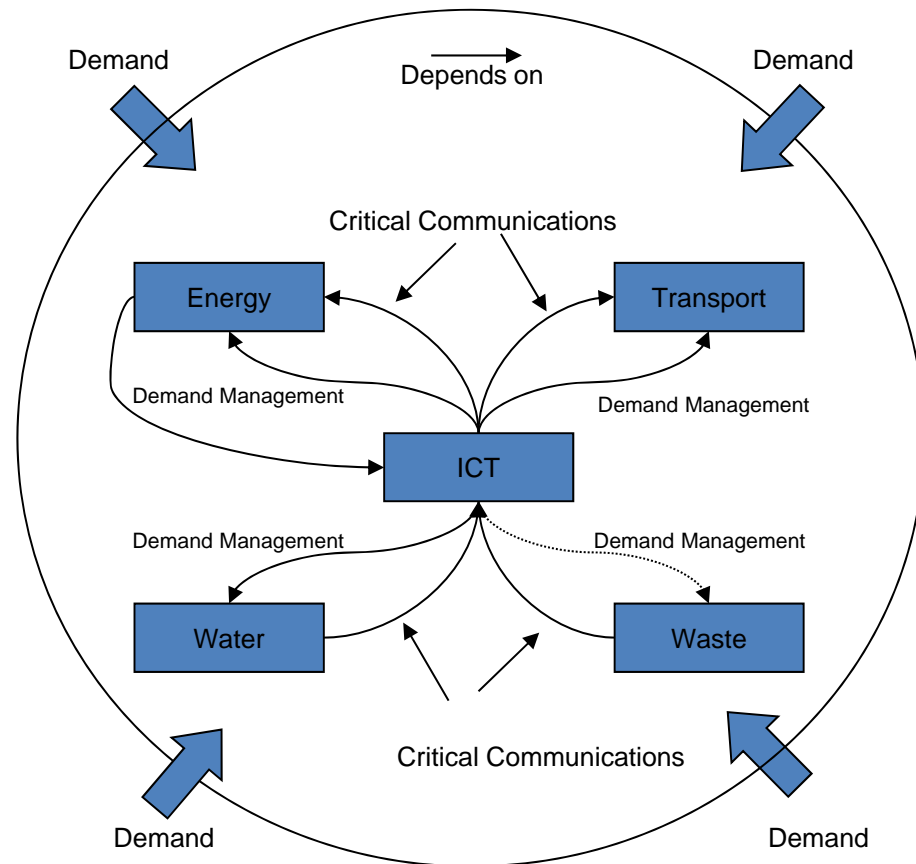 Demand
Demand
Depends on
Critical Communications
Energy
Transport
Demand Management
Demand Management
ICT
Demand Management
Demand Management
Water
Waste
Critical Communications
Demand
Demand